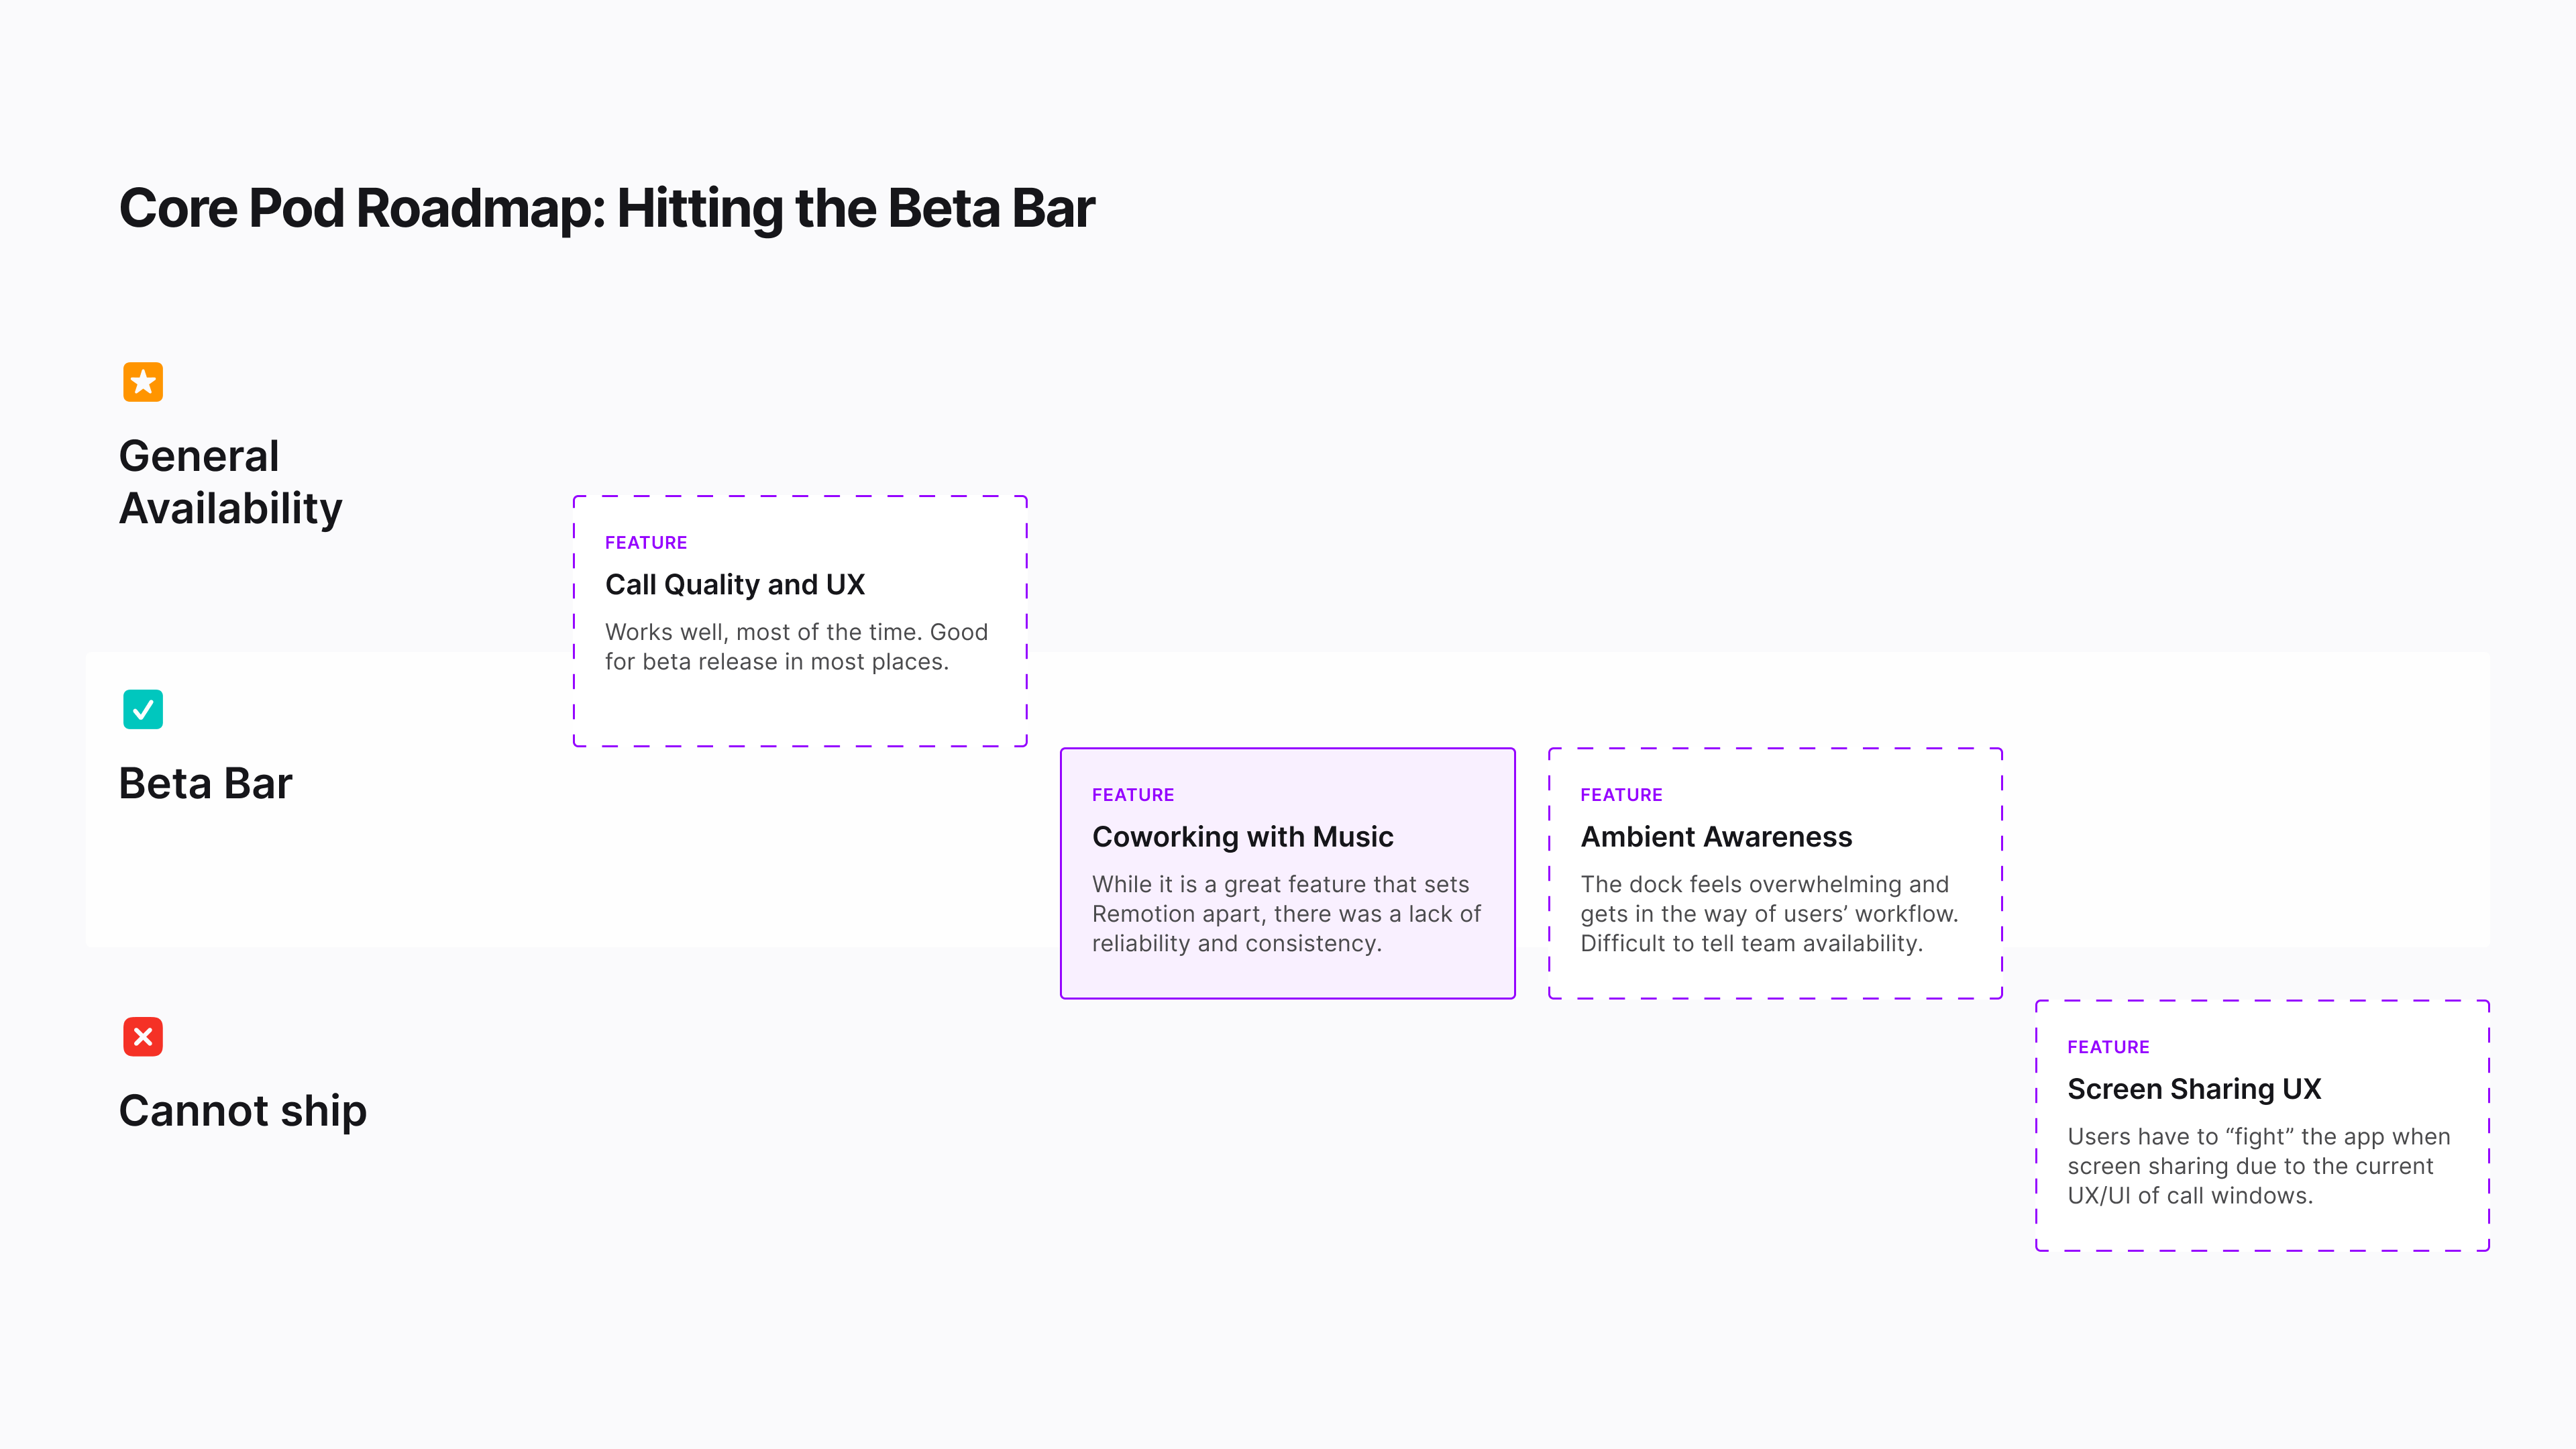 Core Pod Roadmap: Hitting the Beta Bar
General
Availability
FEATURE
Call Quality and UX
Works well, most of the time. Good
for beta release in most places.
Beta Bar
FEATURE
Coworking with Music
While it is a great feature that sets
Remotion apart, there was a lack of
reliability and consistency.
FEATURE
Ambient Awareness
The dock feels overwhelming and
gets in the way of users’ workflow.
Difficult to tell team availability.
Cannot ship
FEATURE
Screen Sharing UX
Users have to “fight” the app when
screen sharing due to the current
UX/UI of call windows.